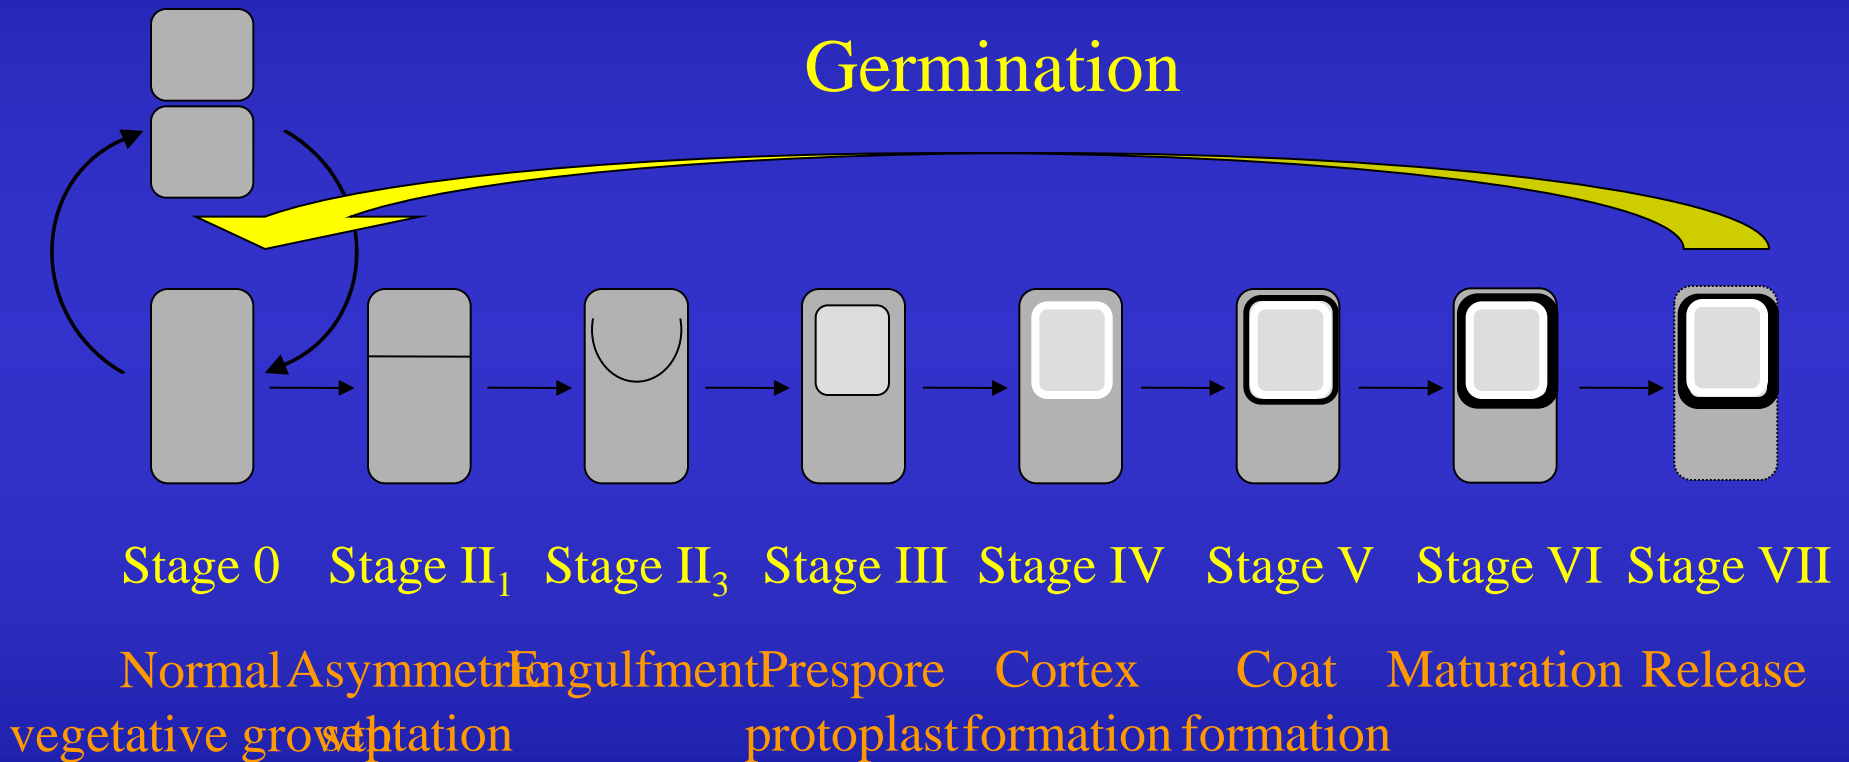 Germination
Stage 0 Stage II₁ Stage II₃ Stage III Stage IV Stage V Stage VI Stage VII
Normal Asymmetric Engulfment Prespore Cortex Coat Maturation Release
vegetative growth septation protoplast formation formation